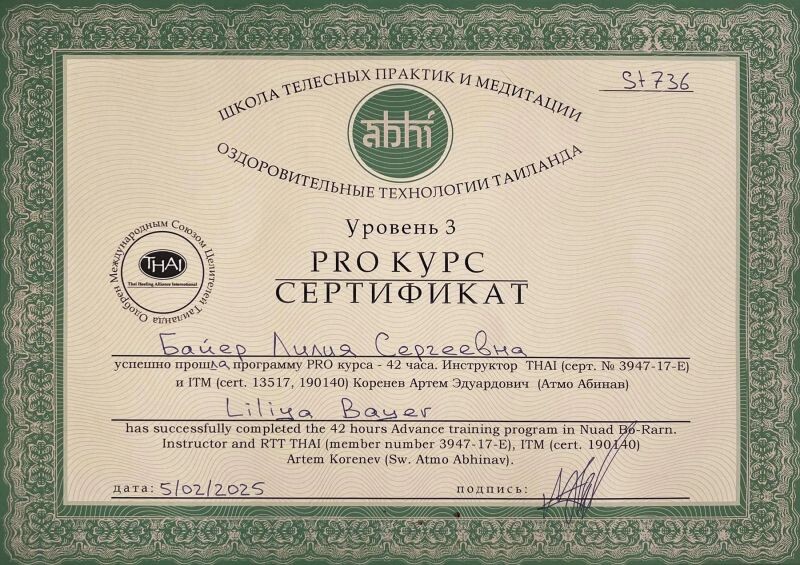 ШКОЛА ТЕЛЕСНЫХ ПРАКТИК И МЕДИТАЦИИ
St 736
abhi
ОЗДОРОВИТЕЛЬНЫЕ ТЕХНОЛОГИИ ТАИЛАНДА
Уровень 3
Одобрен Международным Союзом Целителей Таиланда
THAI
Thai Healing Alliance International
PRO КУРС
СЕРТИФИКАТ
Байер Лилия Сергеевна
успешно прошла программу PRO курса - 42 часа. Инструктор THAI (серт. № 3947-17-E)
и ITM (cert. 13517, 190140) Коренев Артем Эдуардович (Атмо Абинав)
Liliya Bayer
has successfully completed the 42 hours Advance training program in Nuad Bo-Rarn.
Instructor and RTT THAI (member number 3947-17-E), ITM (cert. 190140)
Artem Korenev (Sw. Atmo Abhinav).
дата: 5/02/2025 подпись: